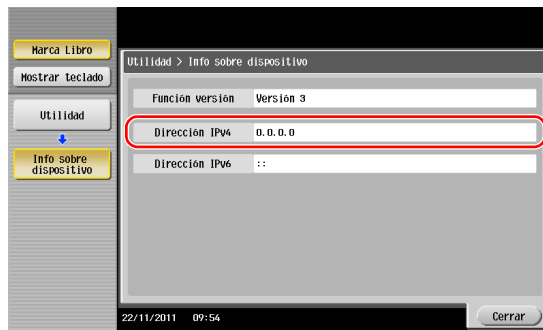 Marca Libro
Mostrar teclado
Utilidad
Info sobre
dispositivo
Utilidad > Info sobre dispositivo
Función versión Versión 3
Dirección IPv4 0.0.0.0
Dirección IPv6 ::
22/11/2011 09:54
Cerrar